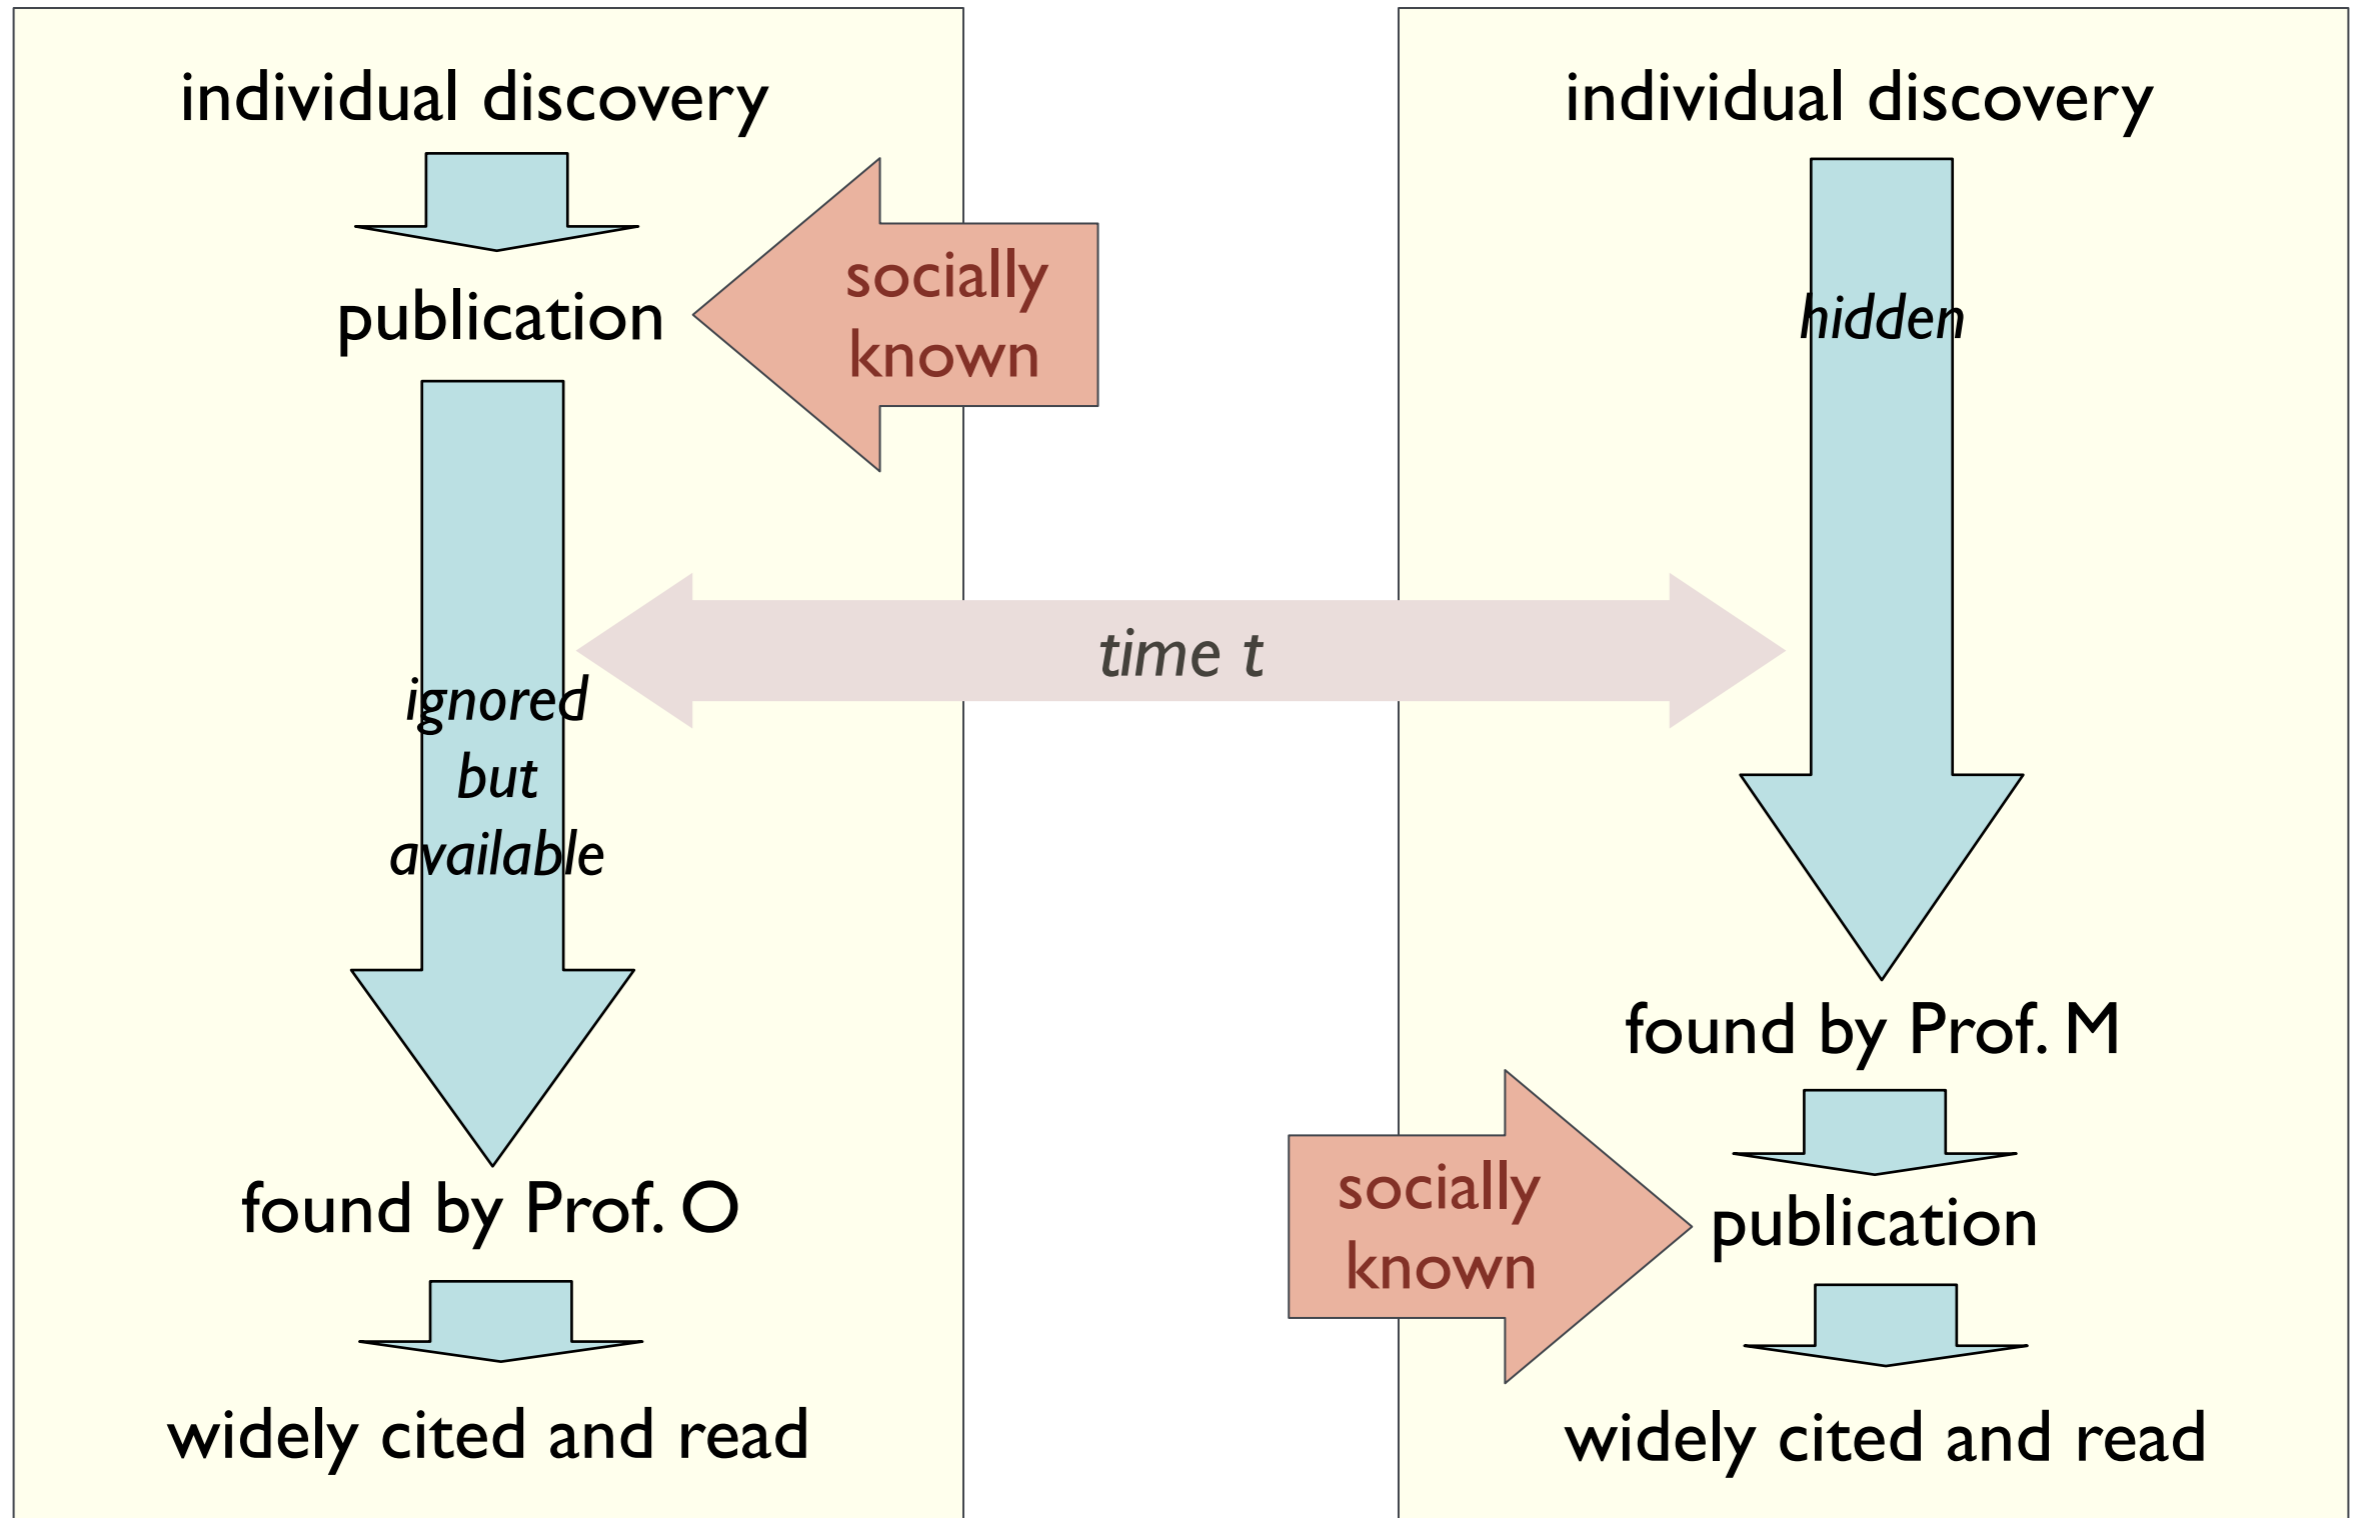 individual discovery
publication
socially
known
ignored
but
available
found by Prof. O
widely cited and read
time t
individual discovery
hidden
found by Prof. M
socially
known
publication
widely cited and read